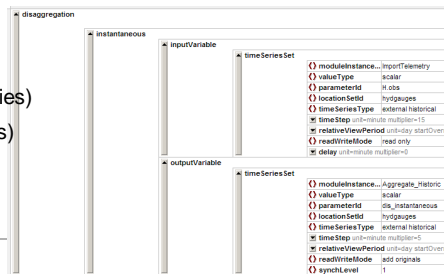 disaggregation
instantaneous
inputVariable
timeSeriesSet
moduleInstance... ImportTelemetry
valueType scalar
parameterId H.obs
locationSetId hydgauges
timeSeriesType external historical
timeStep unit=minute multiplier=15
relativeViewPeriod unit=day startOver
readWriteMode read only
delay unit=minute multiplier=0
ies)
s)
outputVariable
timeSeriesSet
moduleInstance... Aggregate_Historic
valueType scalar
parameterId dis_instantaneous
locationSetId hydgauges
timeSeriesType external historical
timeStep unit=minute multiplier=5
relativeViewPeriod unit=day startOver
readWriteMode add originals
synchLevel 1